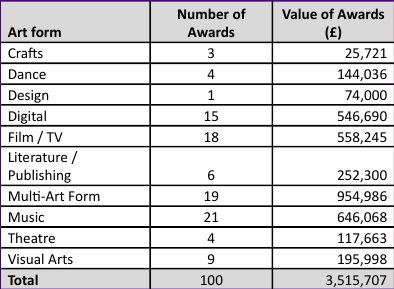 Art form Number of Awards Value of Awards (£)
Crafts 3 25,721
Dance 4 144,036
Design 1 74,000
Digital 15 546,690
Film / TV 18 558,245
Literature /
Publishing 6 252,300
Multi-Art Form 19 954,986
Music 21 646,068
Theatre 4 117,663
Visual Arts 9 195,998
Total 100 3,515,707